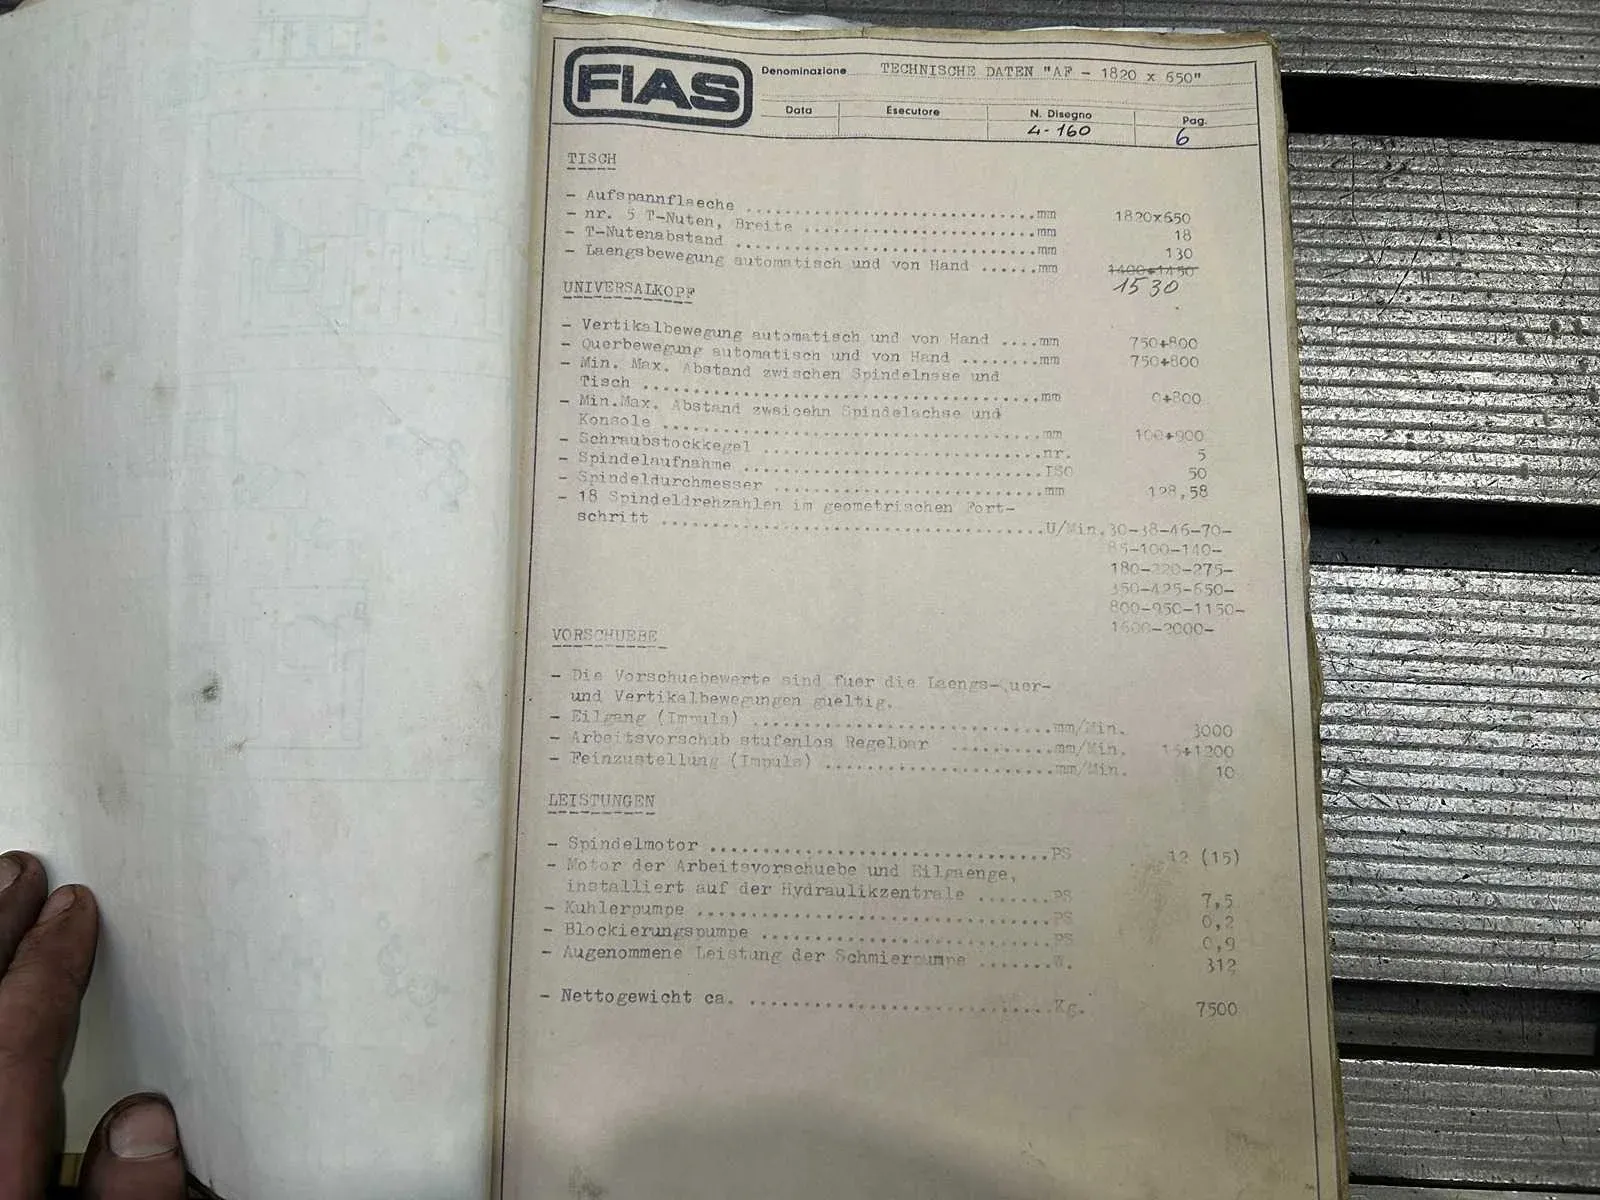 FIAS
Denominazione TECHNISCHE DATEN "AF - 1820 x 650"
Data Esecutore N. Disegno Pag.
4-160 6
TISCH
- Aufspannflaeche ................................mm 1820x650
- nr. 5 T-Nuten, Breite ..........................mm 18
- T-Nutenabstand .................................mm 130
- Laengsbewegung automatisch und von Hand ......mm 1400÷1450
1530
UNIVERSALKOPF
- Vertikalbewegung automatisch und von Hand ....mm 750÷800
- Querbewegung automatisch und von Hand ........mm 750÷800
- Min. Max. Abstand zwischen Spindelnase und
Tisch ..........................................mm 0÷800
- Min.Max. Abstand zwsicehn Spindelachse und
Konsole ........................................mm 100÷900
- Schraubstockkegel ..............................nr. 5
- Spindelaufnahme ................................ISO 50
- Spindeldurchmesser .............................mm 128,58
- 18 Spindeldrehzahlen im geometrischen Fort-
schritt ........................................U/Min. 30-38-46-70-
85-100-140-
180-220-275-
350-425-650-
800-950-1150-
1600-2000-
VORSCHUEBE
- Die Vorschuebewerte sind fuer die Laengs-Quer-
und Vertikalbewegungen gueltig.
- Eilgang (Impuls) ...............................mm/Min. 3000
- Arbeitsvorschub stufenlos Regelbar ..........mm/Min. 15÷1200
- Feinzustellung (Impuls) ........................mm/Min. 10
LEISTUNGEN
- Spindelmotor ...................................PS 12 (15)
- Motor der Arbeitsvorschuebe und Eilgaenge,
installiert auf der Hydraulikzentrale .......PS 7,5
- Kuhlerpumpe ....................................PS 0,2
- Blockierungspumpe ..............................PS 0,9
- Augenommene Leistung der Schmierpumpe .......W. 312
- Nettogewicht ca. ...............................Kg. 7500